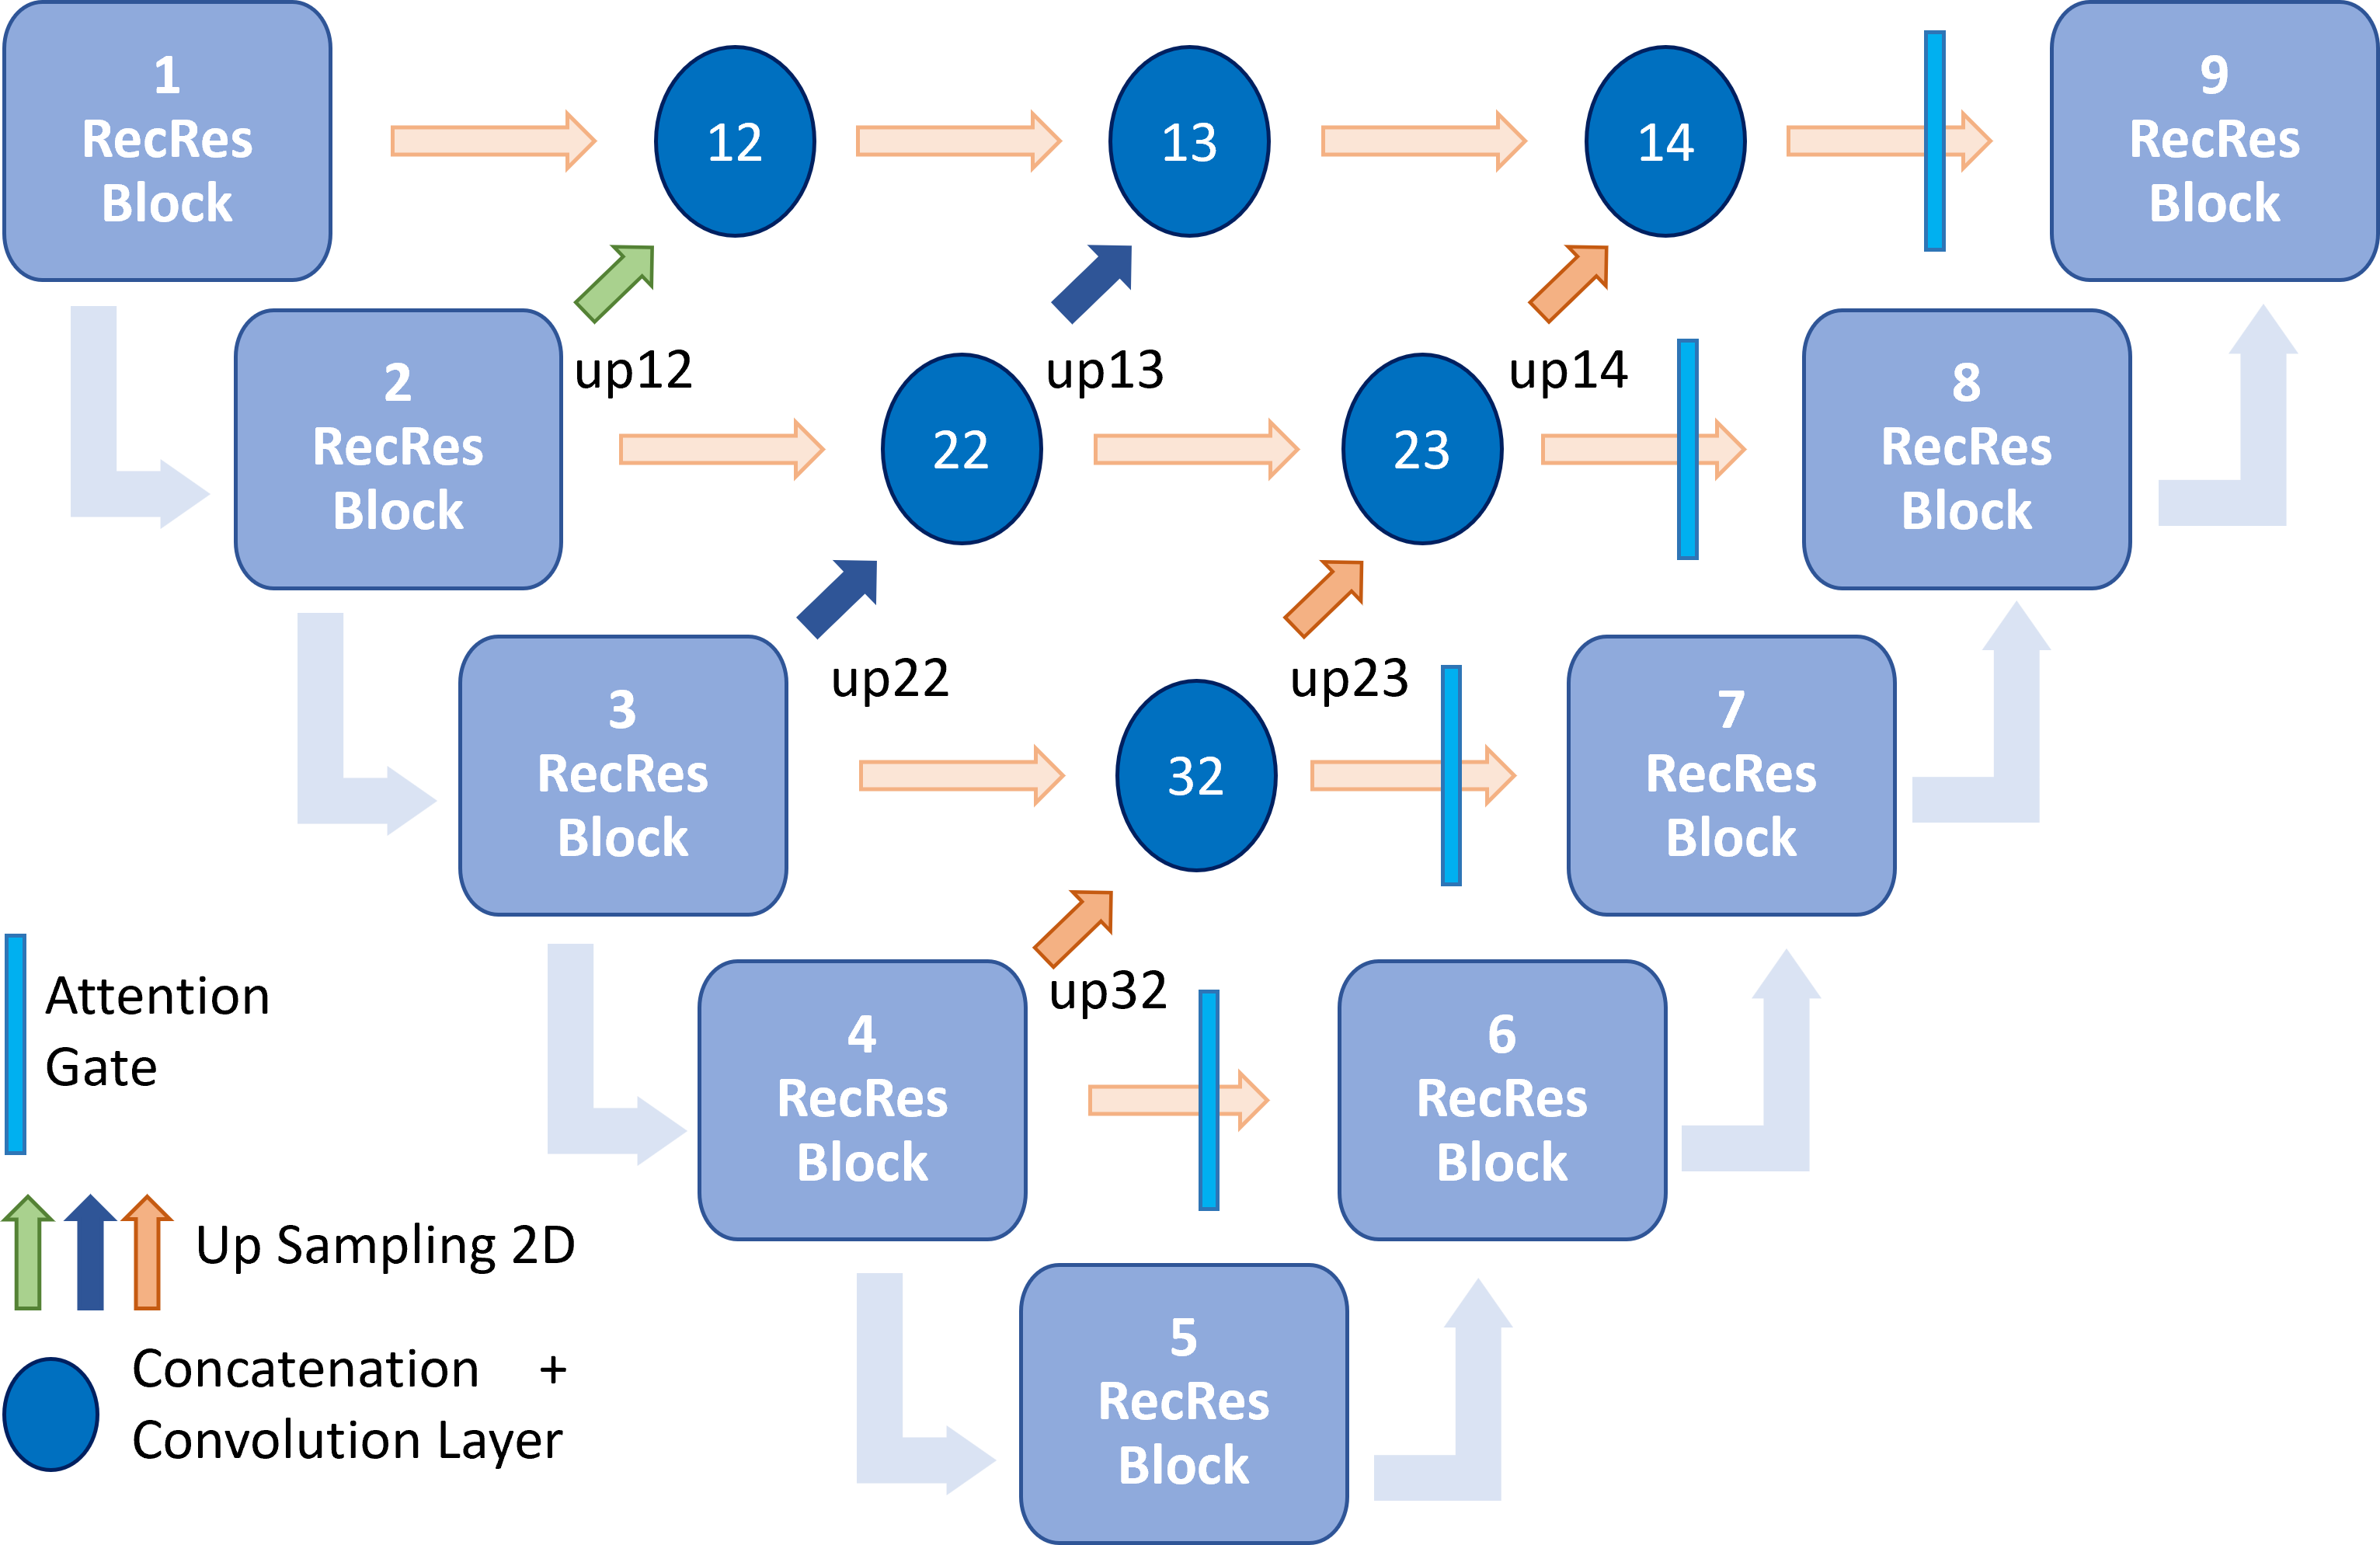 1
RecRes
Block
12
13
14
9
RecRes
Block
up12
up13
up14
2
RecRes
Block
22
23
8
RecRes
Block
up22
up23
3
RecRes
Block
32
7
RecRes
Block
up32
4
RecRes
Block
6
RecRes
Block
5
RecRes
Block
Attention
Gate
Up Sampling 2D
Concatenation +
Convolution Layer